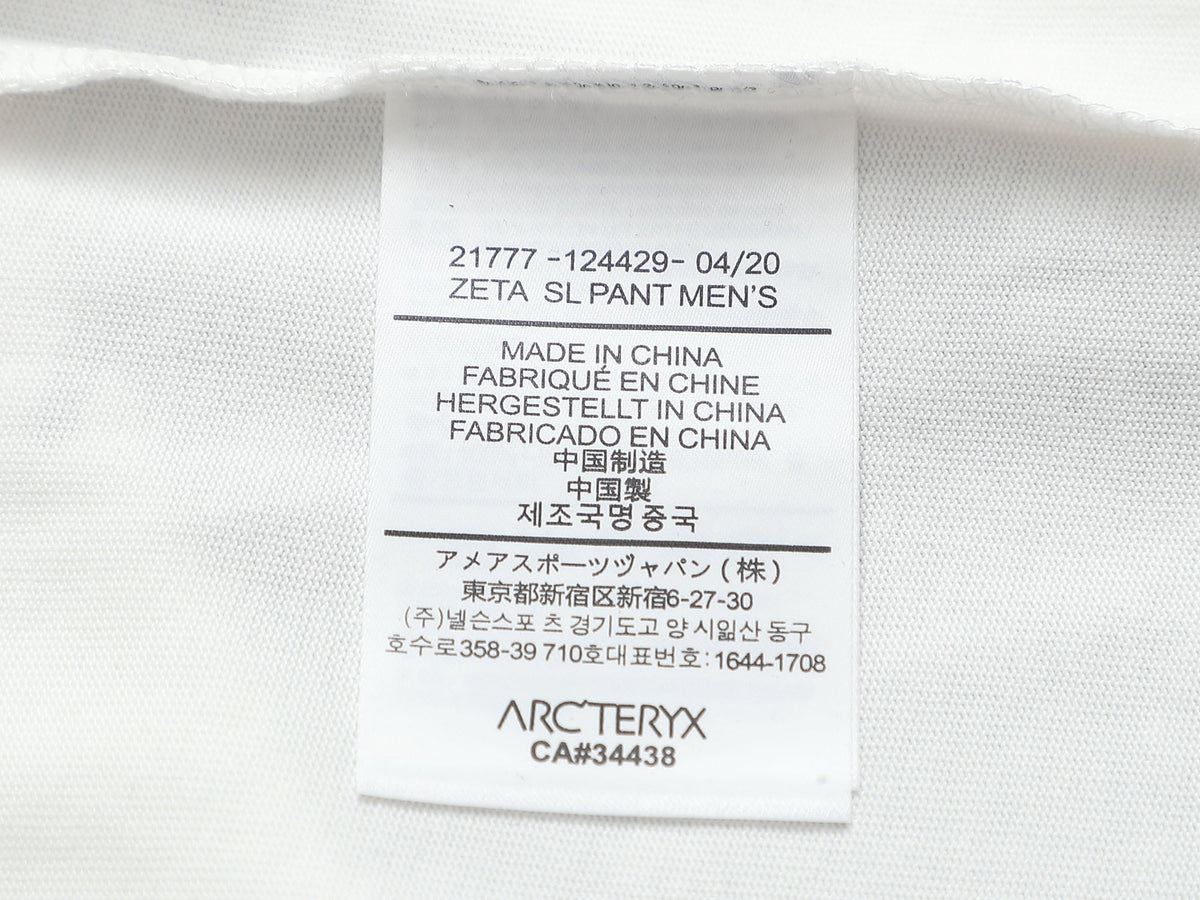 21777 -124429- 04/20
ZETA SL PANT MEN'S
MADE IN CHINA
FABRIQUÉ EN CHINE
HERGESTELLT IN CHINA
FABRICADO EN CHINA
中国制造
中国製
제조국명 중국
アメアスポーツヅャパン(株)
東京都新宿区新宿6-27-30
(주)넬슨스포 츠 경기도고 양 시잂산 동구
호수로358-39 710호대표번호: 1644-1708
ARC'TERYX
CA#34438